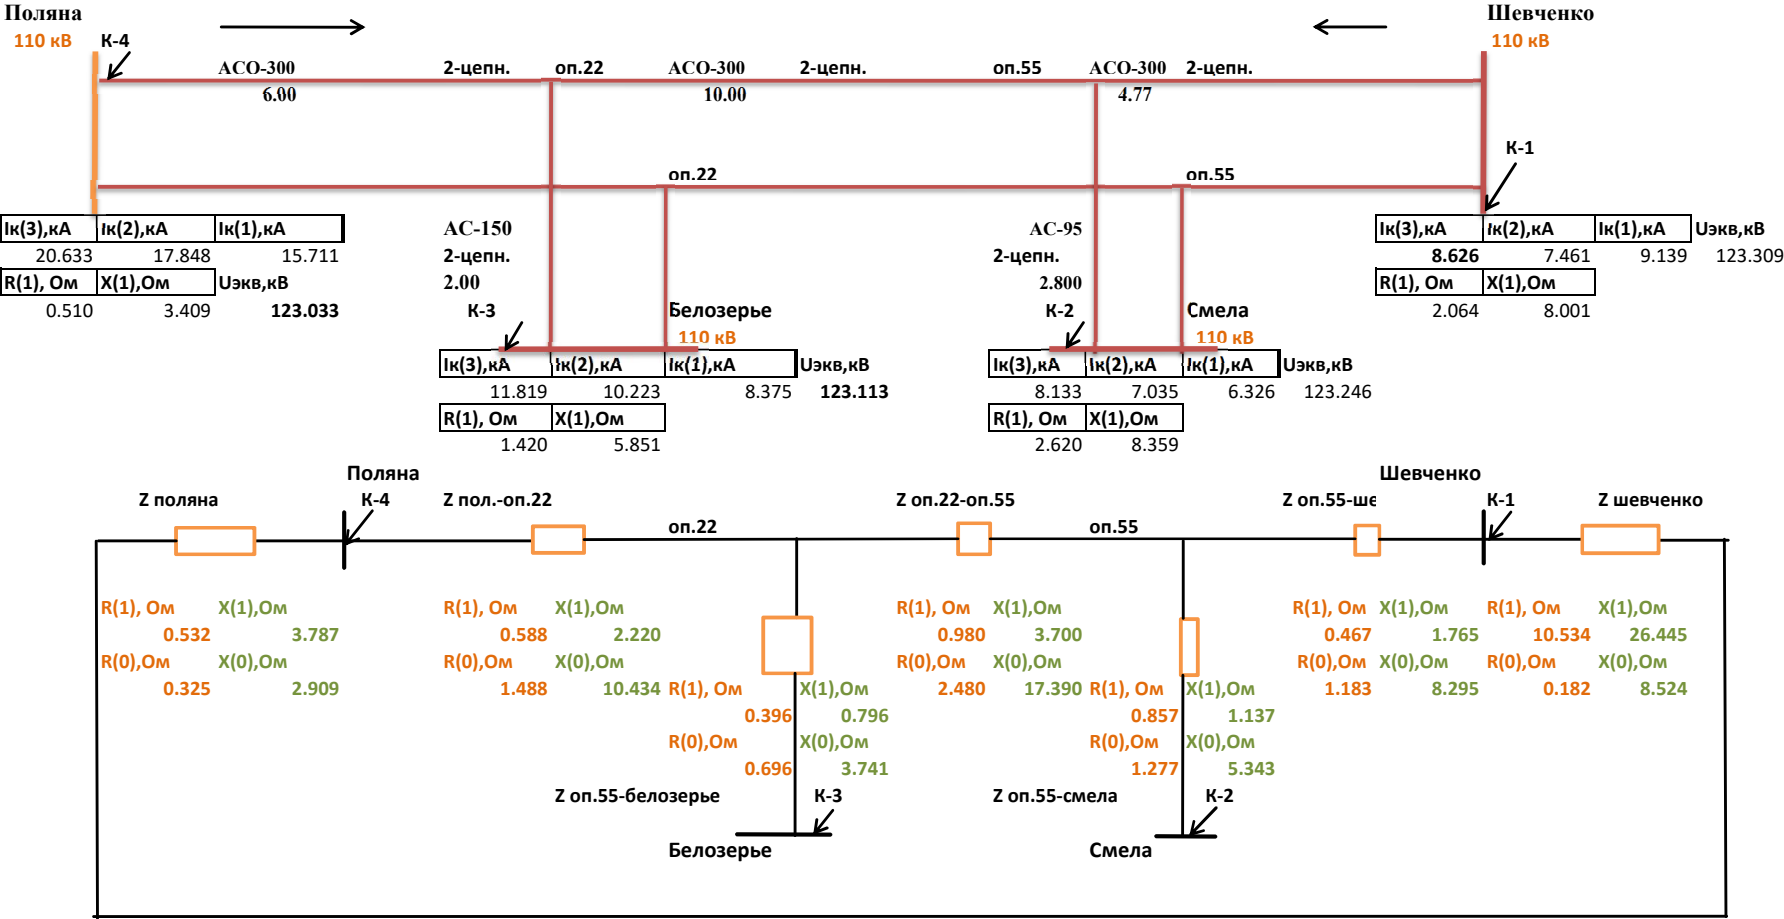 Поляна Шевченко
110 кВ К-4 110 кВ
АСО-300 2-цепн. оп.22 АСО-300 2-цепн. оп.55 АСО-300 2-цепн.
6.00 10.00 4.77
К-1
оп.22 оп.55
Iк(3),кА Iк(2),кА Iк(1),кА АС-150 АС-95 Iк(3),кА Iк(2),кА Iк(1),кА Uэкв,кВ
20.633 17.848 15.711 2-цепн. 2-цепн. 8.626 7.461 9.139 123.309
R(1), Ом X(1),Ом Uэкв,кВ 2.00 2.800 R(1), Ом X(1),Ом
0.510 3.409 123.033 К-3 Белозерье К-2 Смела 2.064 8.001
110 кВ 110 кВ
Iк(3),кА Iк(2),кА Iк(1),кА Uэкв,кВ Iк(3),кА Iк(2),кА Iк(1),кА Uэкв,кВ
11.819 10.223 8.375 123.113 8.133 7.035 6.326 123.246
R(1), Ом X(1),Ом R(1), Ом X(1),Ом
1.420 5.851 2.620 8.359
Поляна Шевченко
Z поляна К-4 Z пол.-оп.22 Z оп.22-оп.55 Z оп.55-ше К-1 Z шевченко
оп.22 оп.55
R(1), Ом X(1),Ом R(1), Ом X(1),Ом R(1), Ом X(1),Ом R(1), Ом X(1),Ом R(1), Ом X(1),Ом
0.532 3.787 0.588 2.220 0.980 3.700 0.467 1.765 10.534 26.445
R(0),Ом X(0),Ом R(0),Ом X(0),Ом R(0),Ом X(0),Ом R(0),Ом X(0),Ом R(0),Ом X(0),Ом
0.325 2.909 1.488 10.434 2.480 17.390 1.183 8.295 0.182 8.524
R(1), Ом X(1),Ом R(1), Ом X(1),Ом
0.396 0.796 0.857 1.137
R(0),Ом X(0),Ом R(0),Ом X(0),Ом
0.696 3.741 1.277 5.343
Z оп.55-белозерье К-3 Z оп.55-смела К-2
Белозерье Смела